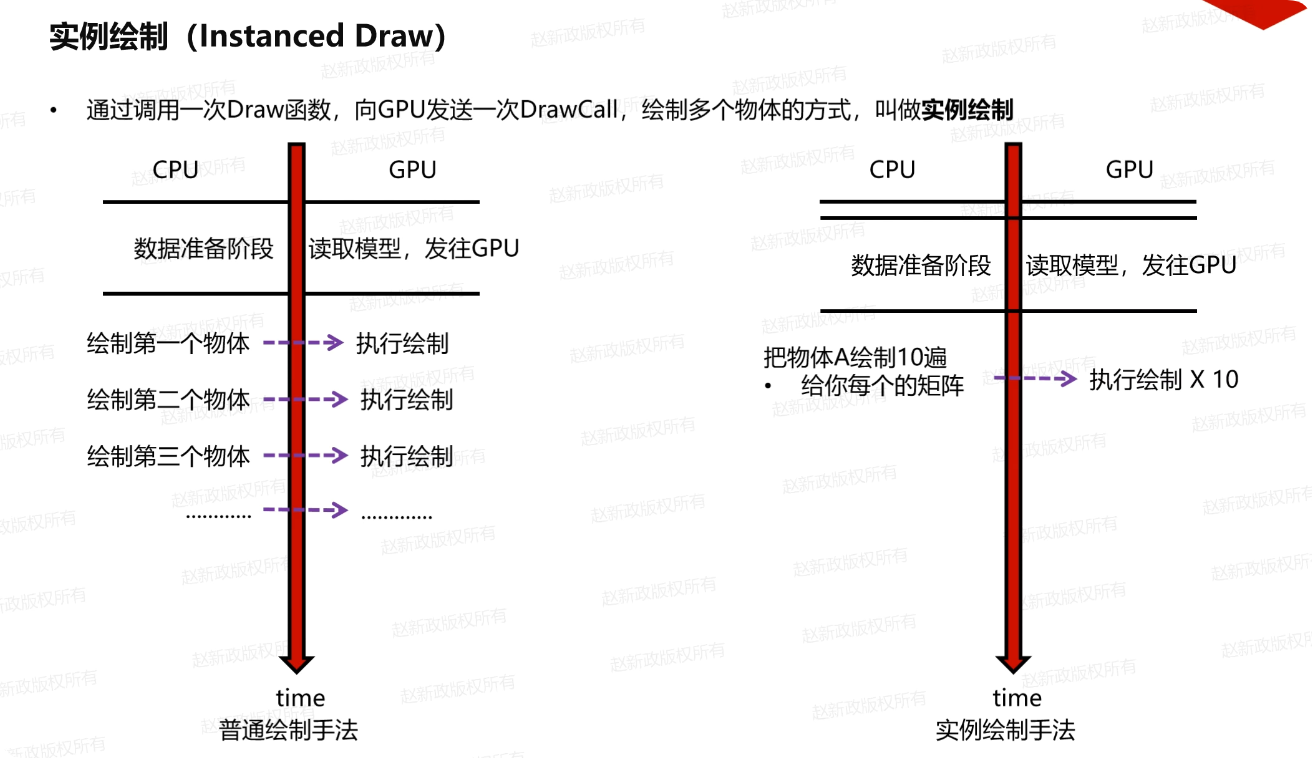 实例绘制（Instanced Draw）
• 通过调用一次Draw函数，向GPU发送一次DrawCall，绘制多个物体的方式，叫做实例绘制
CPU GPU
数据准备阶段 读取模型，发往GPU
绘制第一个物体 执行绘制
绘制第二个物体 执行绘制
绘制第三个物体 执行绘制
............ .............
time
普通绘制手法
CPU GPU
数据准备阶段 读取模型，发往GPU
把物体A绘制10遍
• 给你每个的矩阵
执行绘制 X 10
time
实例绘制手法
赵新政版权所有